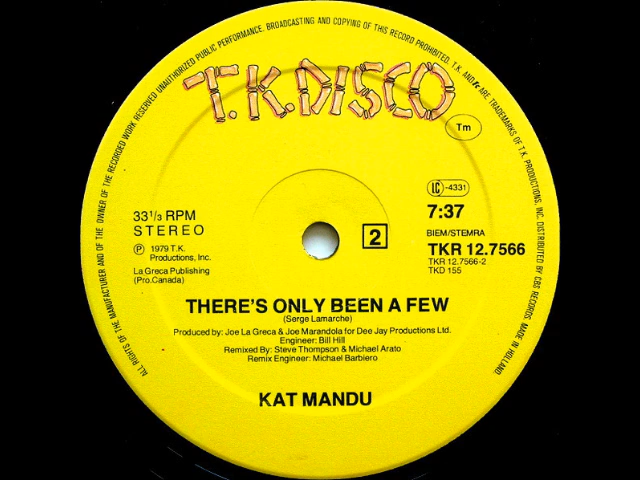 ALL RIGHTS OF THE MANUFACTURER AND OF THE OWNER OF THE RECORDED WORK RESERVED UNAUTHORIZED PUBLIC PERFORMANCE, BROADCASTING AND COPYING OF THIS RECORD PROHIBITED. T.K. AND ARE TRADEMARKS OF T.K. PRODUCTIONS, INC. DISTRIBUTED BY CBS RECORDS. MADE IN HOLLAND.
T.K. DISCO
Tm
LC -4331
33 1/3 RPM
STEREO
7:37
2
BIEM/STEMRA
TKR 12.7566
TKR 12.7566-2
TKD 155
Ⓟ 1979 T.K.
Productions, Inc.
La Greca Publishing
(Pro.Canada)
THERE'S ONLY BEEN A FEW
(Serge Lamarche)
Produced by: Joe La Greca & Joe Marandola for Dee Jay Productions Ltd.
Engineer: Bill Hill
Remixed By: Steve Thompson & Michael Arato
Remix Engineer: Michael Barbiero
KAT MANDU